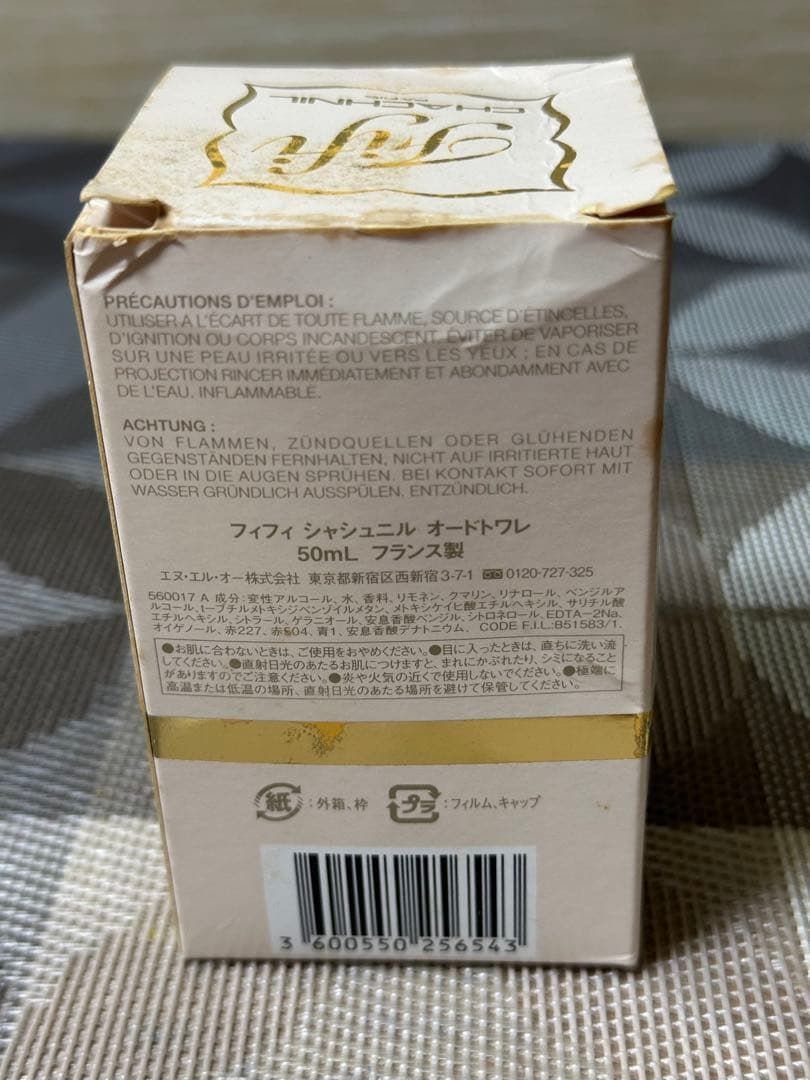 Fifi
CHACHNIL
PARIS
PRÉCAUTIONS D'EMPLOI :
UTILISER A L'ÉCART DE TOUTE FLAMME, SOURCE D'ÉTINCELLES,
D'IGNITION OU CORPS INCANDESCENT. ÉVITER DE VAPORISER
SUR UNE PEAU IRRITÉE OU VERS LES YEUX ; EN CAS DE
PROJECTION RINCER IMMÉDIATEMENT ET ABONDAMMENT AVEC
DE L'EAU. INFLAMMABLE.
ACHTUNG :
VON FLAMMEN, ZÜNDQUELLEN ODER GLÜHENDEN
GEGENSTÄNDEN FERNHALTEN, NICHT AUF IRRITIERTE HAUT
ODER IN DIE AUGEN SPRÜHEN. BEI KONTAKT SOFORT MIT
WASSER GRÜNDLICH AUSSPÜLEN. ENTZÜNDLICH.
フィフィ シャシュニル オードトワレ
50mL フランス製
エヌ・エル・オー株式会社 東京都新宿区西新宿3-7-1 0120-727-325
560017 A 成分:変性アルコール、水、香料、リモネン、クマリン、リナロール、ベンジルア
ルコール、t-ブチルメトキシジベンゾイルメタン、メトキシケイヒ酸エチルヘキシル、サリチル酸
エチルヘキシル、シトラール、ゲラニオール、安息香酸ベンジル、シトロネロール、EDTA-2Na、
オイゲノール、赤227、赤504、青1、安息香酸デナトニウム、 CODE F.I.L:B51583/1.
●お肌に合わないときは、ご使用をおやめください。●目に入ったときは、直ちに洗い流
してください。●直射日光のあたるお肌につけますと、まれにかぶれたり、シミになること
がありますのでご注意ください。●炎や火気の近くで使用しないでください。●極端に
高温または低温の場所、直射日光のあたる場所を避けて保管してください。
紙 :外箱、枠 プラ :フィルム、キャップ
3 600550 256543